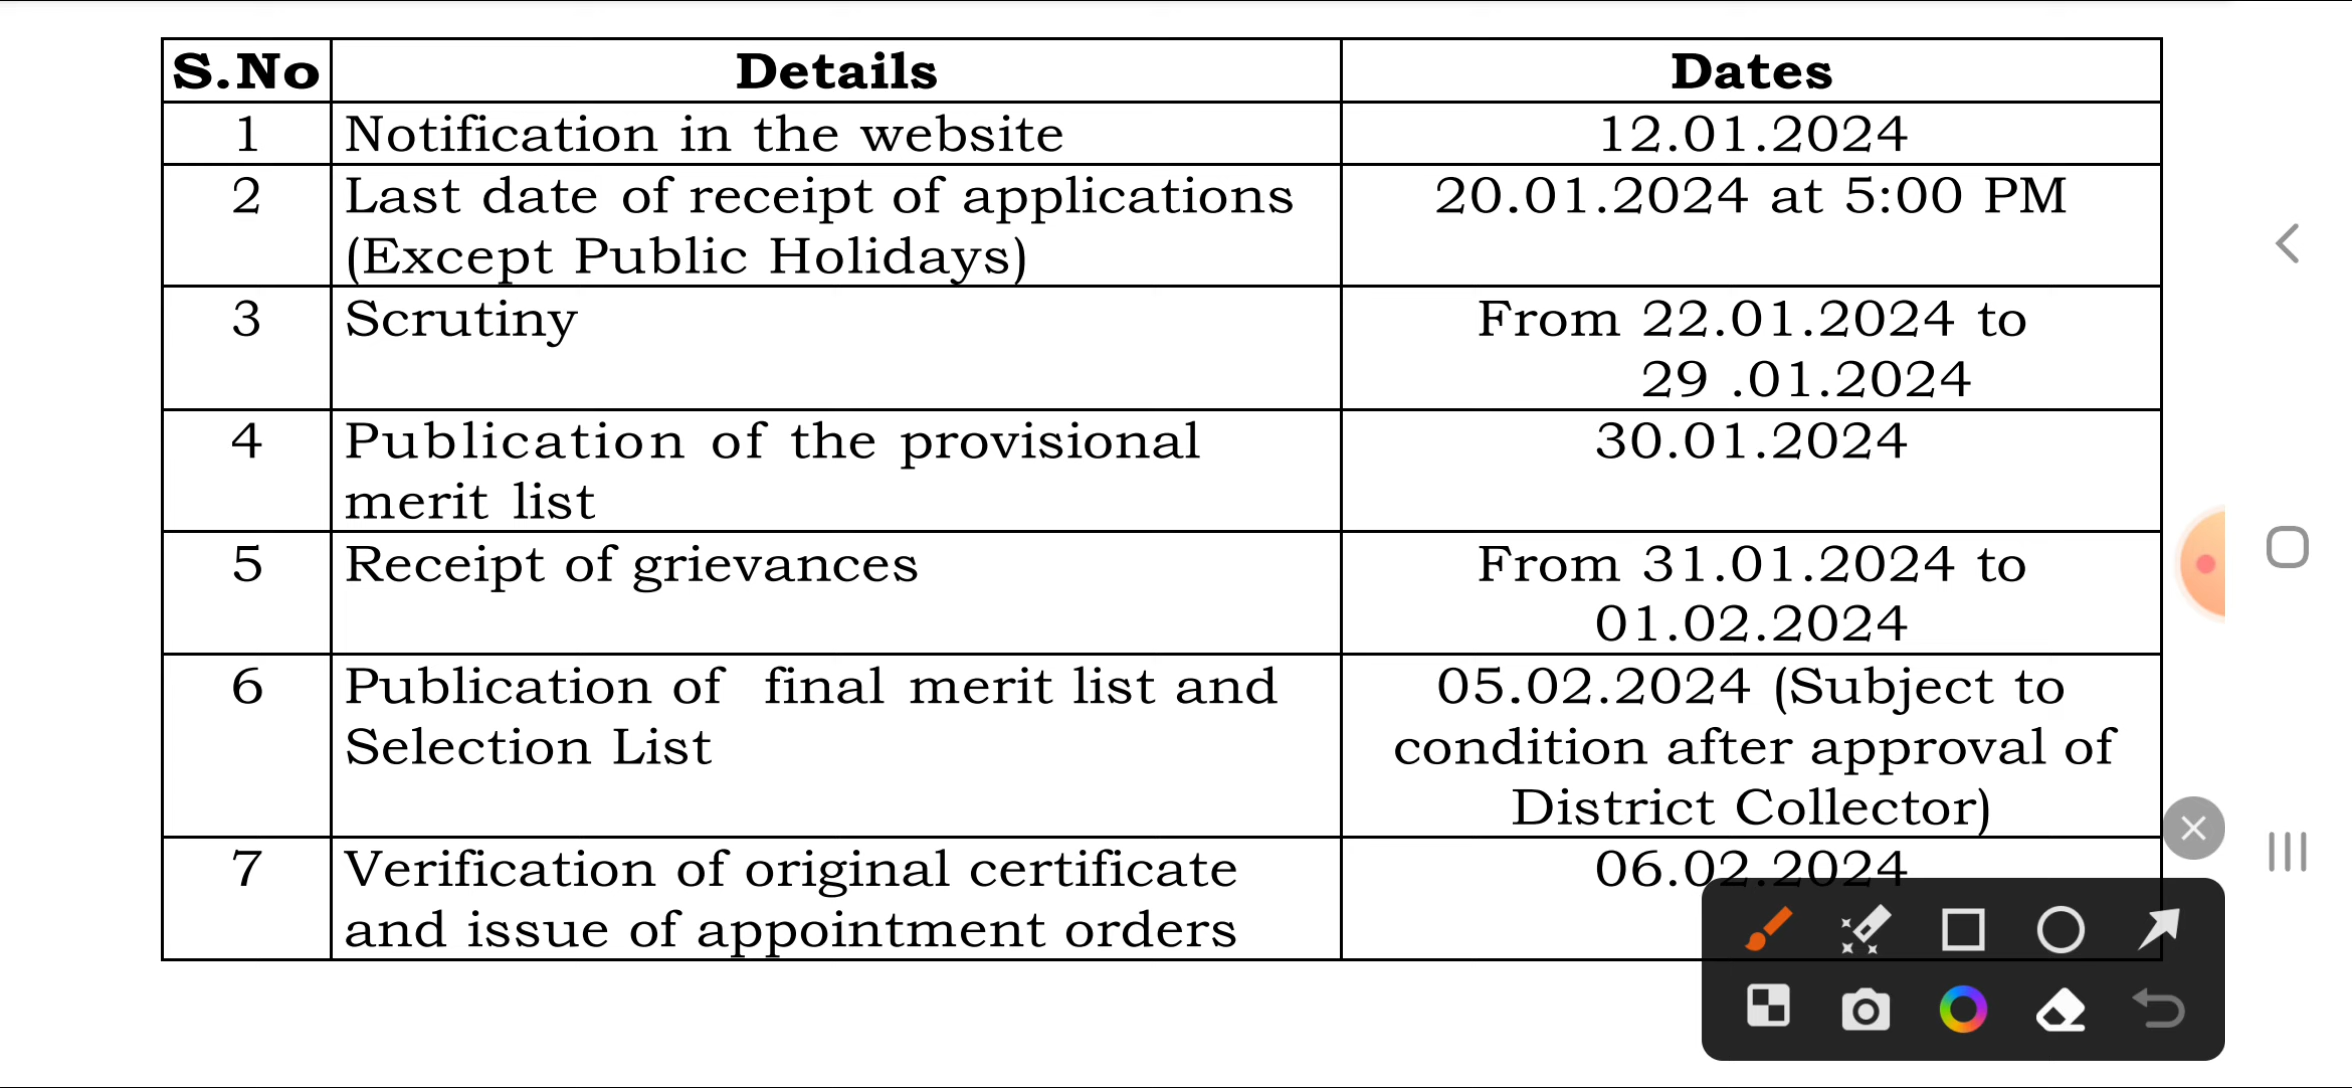 S.No Details Dates
1 Notification in the website 12.01.2024
2 Last date of receipt of applications 20.01.2024 at 5:00 PM
(Except Public Holidays)
3 Scrutiny From 22.01.2024 to
29 .01.2024
4 Publication of the provisional 30.01.2024
merit list
5 Receipt of grievances From 31.01.2024 to
01.02.2024
6 Publication of final merit list and 05.02.2024 (Subject to
Selection List condition after approval of
District Collector)
7 Verification of original certificate 06.02.2024
and issue of appointment orders